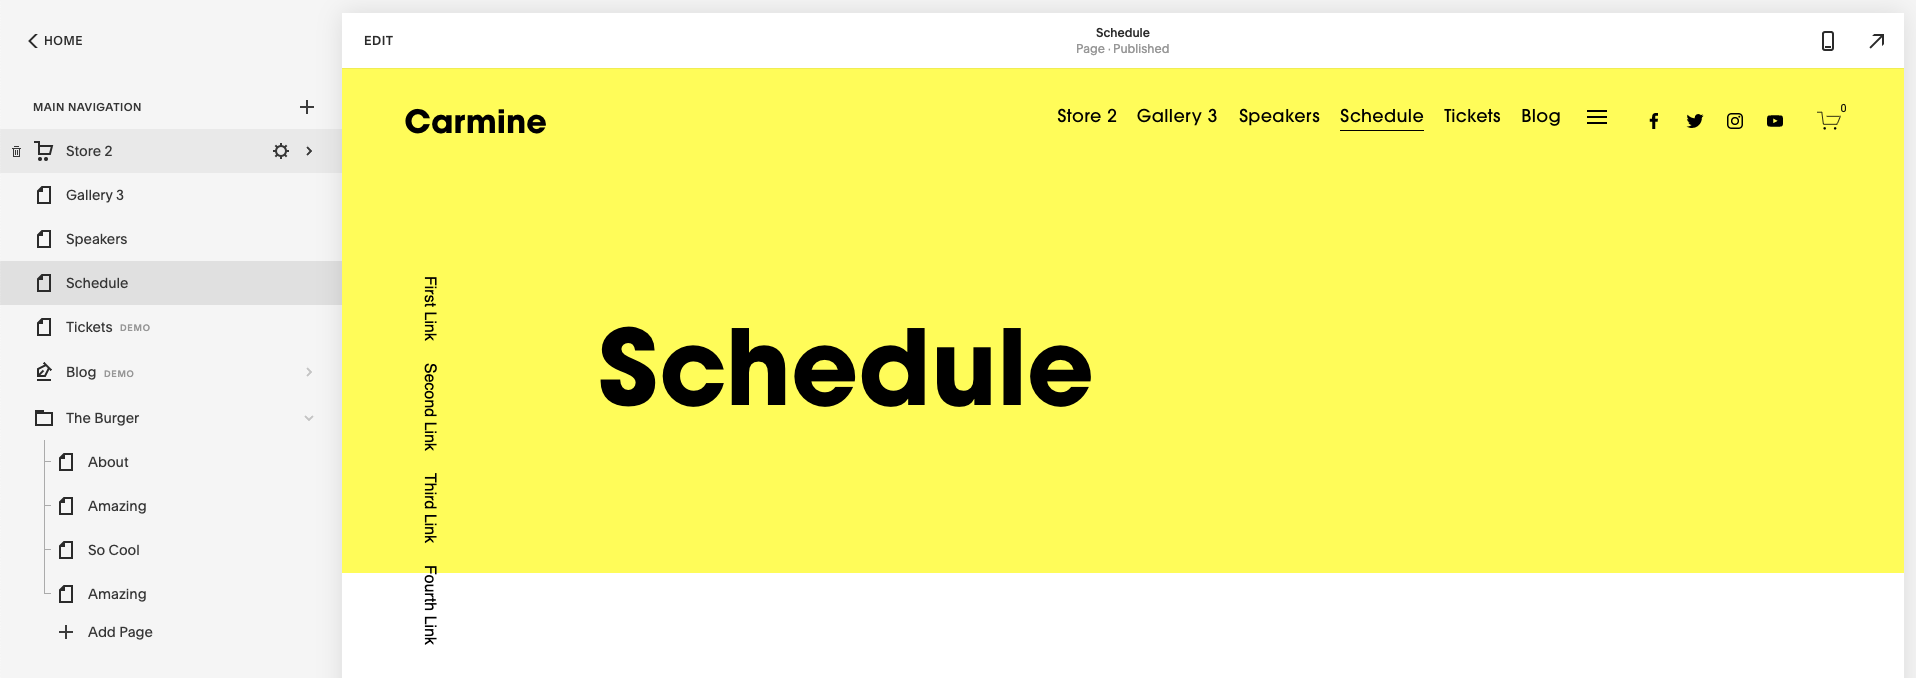 HOME
MAIN NAVIGATION
Store 2
Gallery 3
Speakers
Schedule
Tickets DEMO
Blog DEMO
The Burger
About
Amazing
So Cool
Amazing
Add Page
EDIT
Schedule
Page · Published
Carmine
Store 2 Gallery 3 Speakers Schedule Tickets Blog
0
First Link
Second Link
Third Link
Fourth Link
Schedule